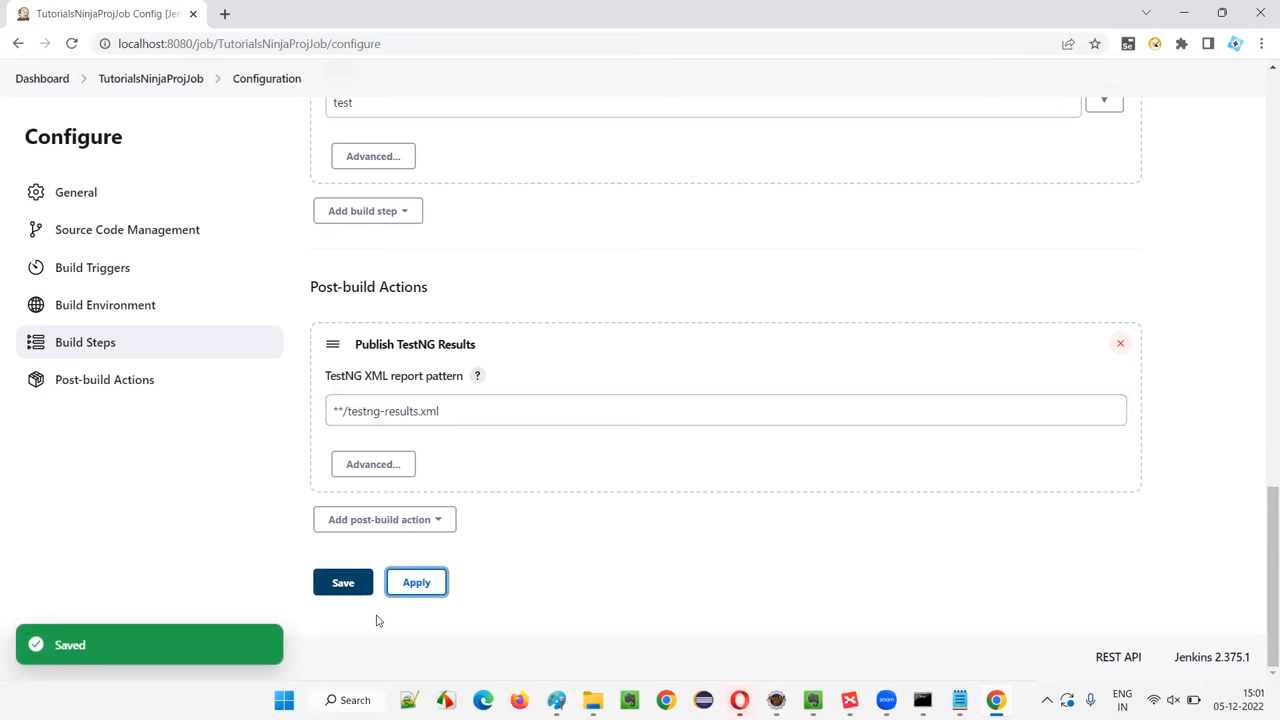 TutorialsNinjaProjJob Config [Jen
localhost:8080/job/TutorialsNinjaProjJob/configure
Dashboard
TutorialsNinjaProjJob
Configuration
Configure
General
Source Code Management
Build Triggers
Build Environment
Build Steps
Post-build Actions
test
Advanced...
Add build step
Post-build Actions
Publish TestNG Results
TestNG XML report pattern ?
**/testng-results.xml
Advanced...
Add post-build action
Save
Apply
Saved
REST API
Jenkins 2.375.1
Search
zoom
ENG
IN
15:01
05-12-2022